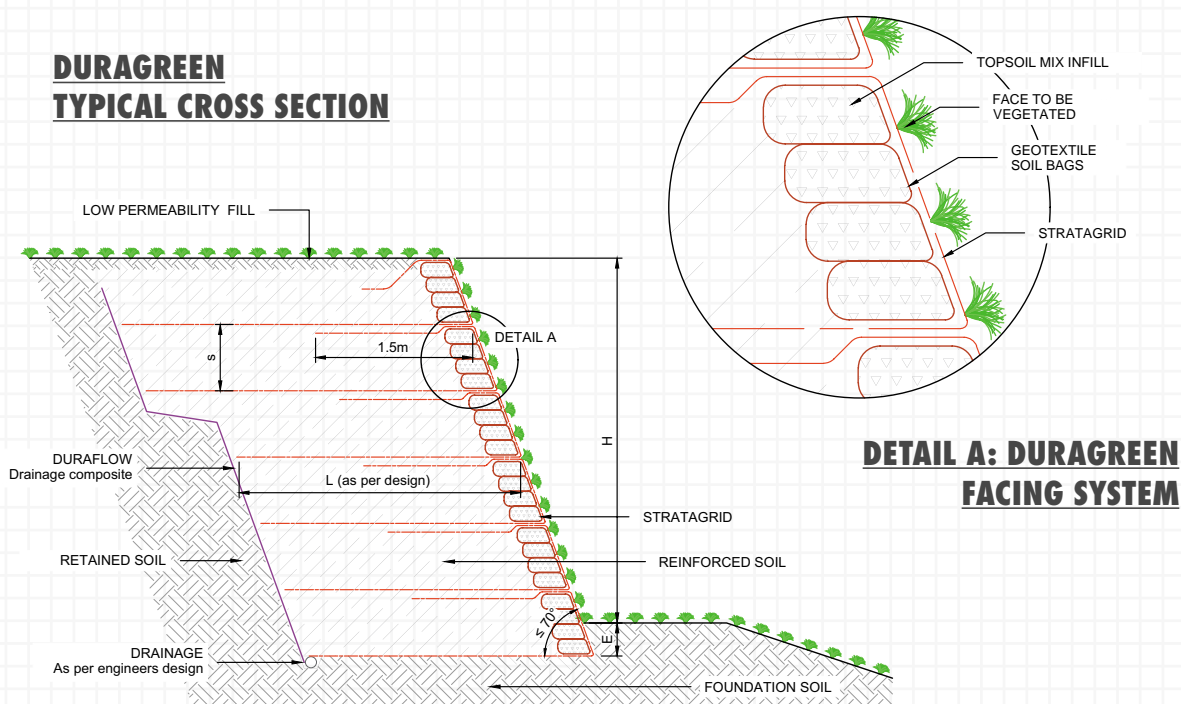 DURAGREEN
TYPICAL CROSS SECTION
TOPSOIL MIX INFILL
FACE TO BE
VEGETATED
GEOTEXTILE
SOIL BAGS
STRATAGRID
LOW PERMEABILITY FILL
DETAIL A
1.5m
s
H
DURAFLOW
Drainage composite
L (as per design)
DETAIL A: DURAGREEN
FACING SYSTEM
STRATAGRID
RETAINED SOIL
REINFORCED SOIL
≤ 70°
E
DRAINAGE
As per engineers design
FOUNDATION SOIL